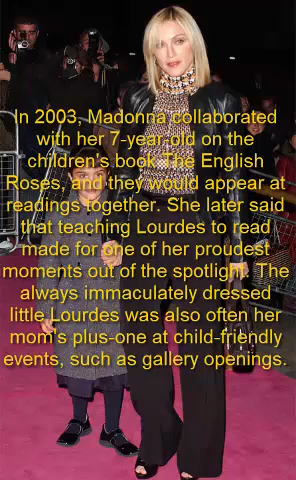 In 2003, Madonna collaborated
with her 7-year-old on the
children's book The English
Roses, and they would appear at
readings together. She later said
that teaching Lourdes to read
made for one of her proudest
moments out of the spotlight. The
always immaculately dressed
little Lourdes was also often her
mom's plus-one at child-friendly
events, such as gallery openings.